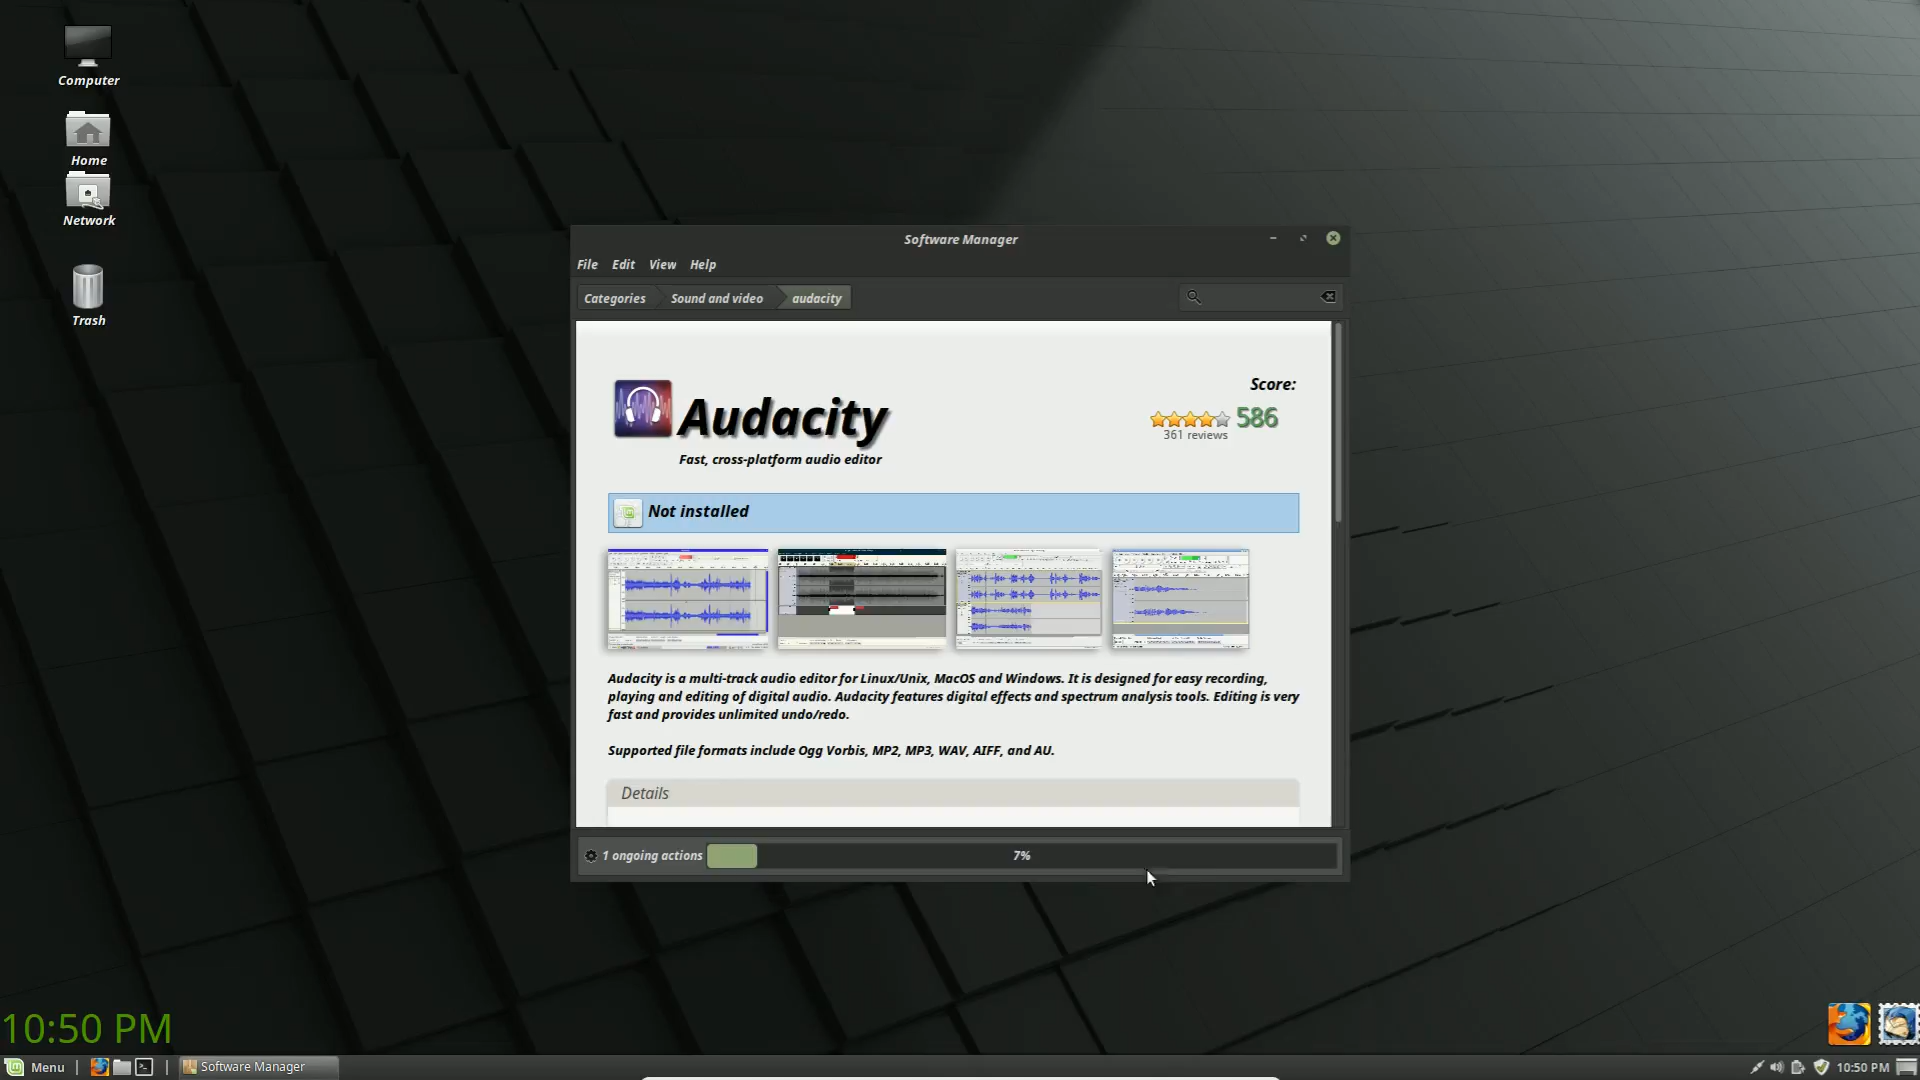 Computer
Home
Network
Trash
Software Manager
File Edit View Help
Categories Sound and video audacity
Audacity
Fast, cross-platform audio editor
Score:
586
361 reviews
Not installed
Audacity is a multi-track audio editor for Linux/Unix, MacOS and Windows. It is designed for easy recording,
playing and editing of digital audio. Audacity features digital effects and spectrum analysis tools. Editing is very
fast and provides unlimited undo/redo.
Supported file formats include Ogg Vorbis, MP2, MP3, WAV, AIFF, and AU.
Details
1 ongoing actions 7%
10:50 PM
Menu Software Manager 10:50 PM